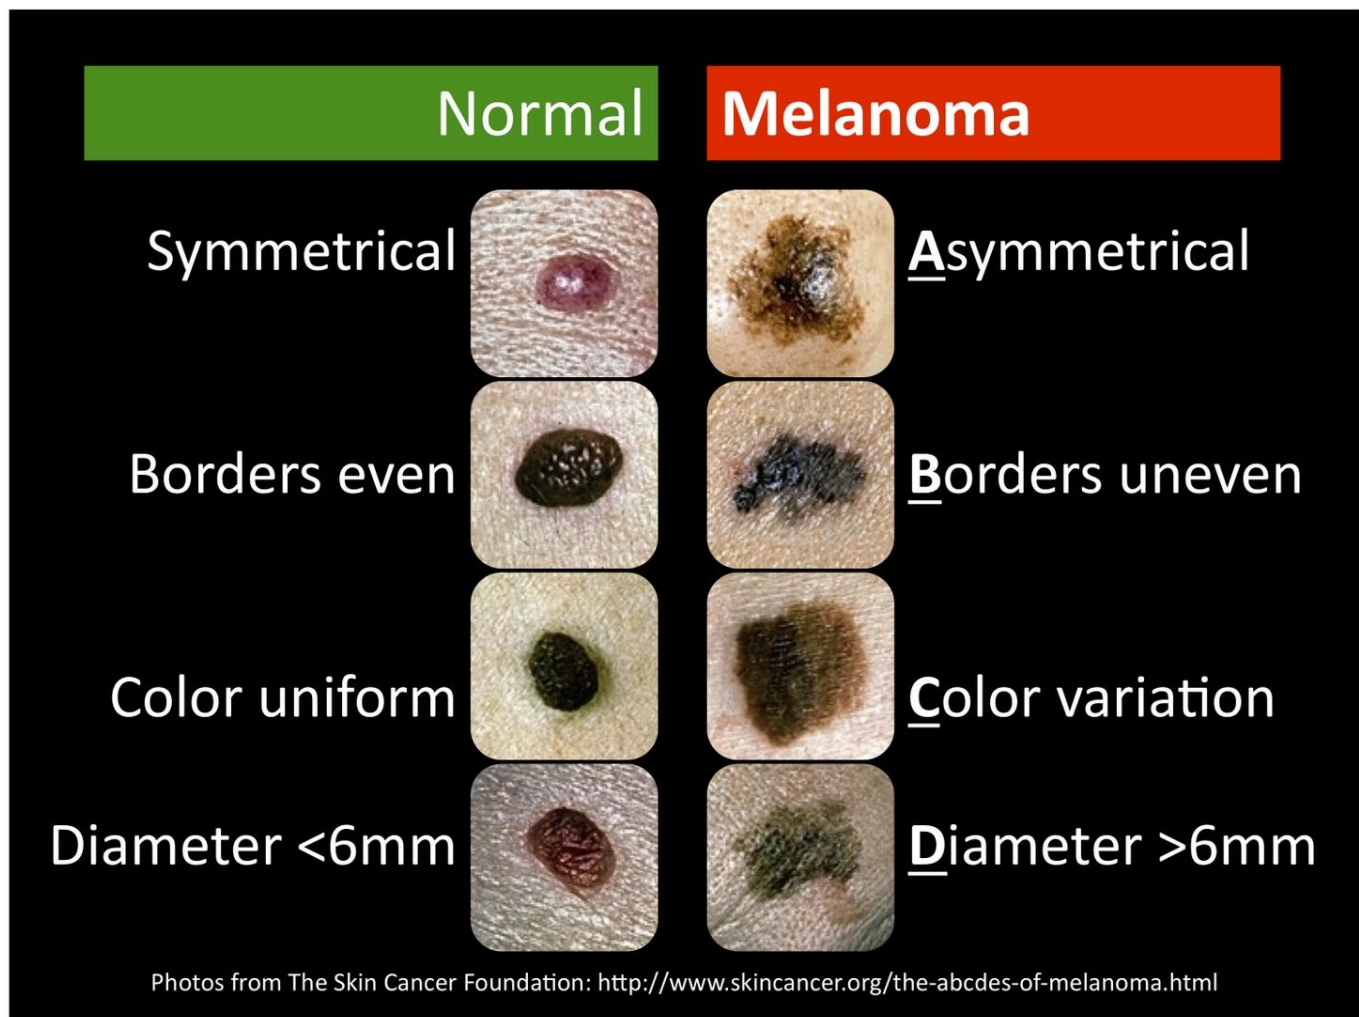 Normal
Melanoma
Symmetrical
Asymmetrical
Borders even
Borders uneven
Color uniform
Color variation
Diameter <6mm
Diameter >6mm
Photos from The Skin Cancer Foundation: http://www.skincancer.org/the-abcdes-of-melanoma.html